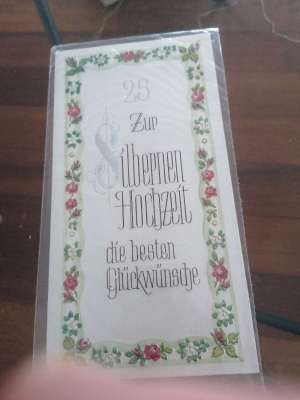 25
Zur
Silbernen
Hochzeit
die besten
Glückwünsche